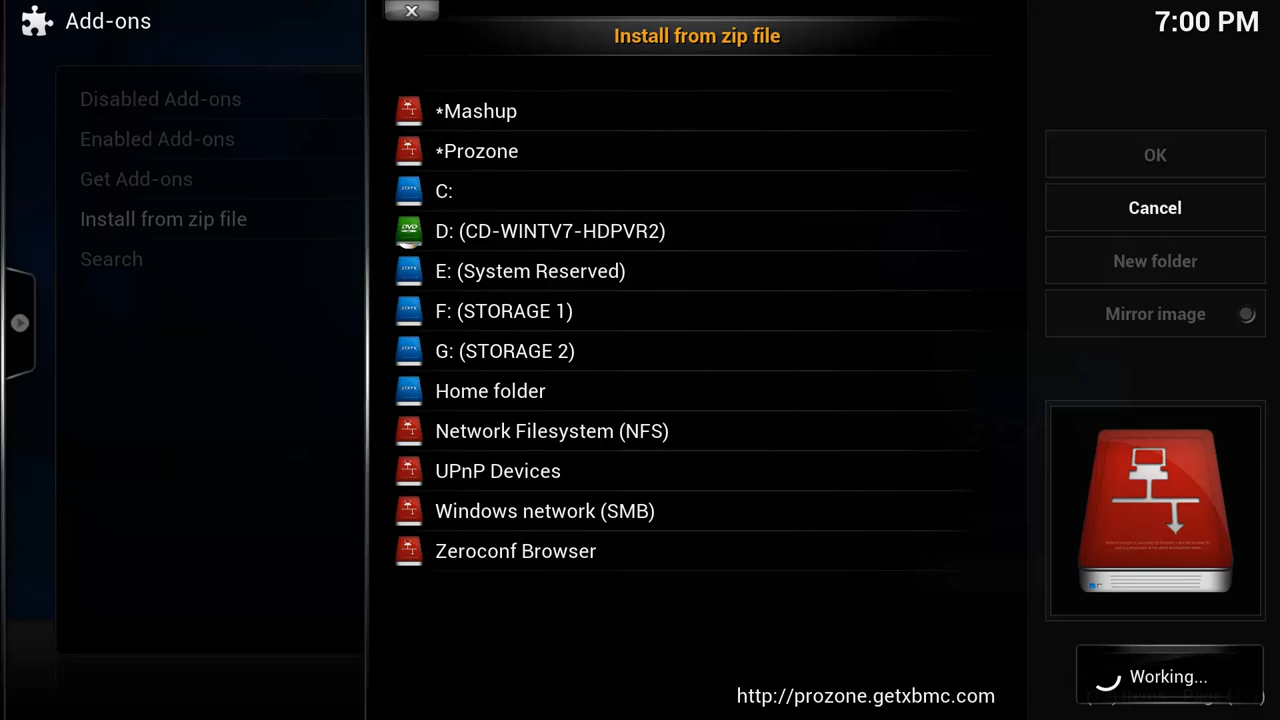 Add-ons
Install from zip file
7:00 PM
Disabled Add-ons
Enabled Add-ons
Get Add-ons
Install from zip file
Search
*Mashup
*Prozone
C:
D: (CD-WINTV7-HDPVR2)
E: (System Reserved)
F: (STORAGE 1)
G: (STORAGE 2)
Home folder
Network Filesystem (NFS)
UPnP Devices
Windows network (SMB)
Zeroconf Browser
OK
Cancel
New folder
Mirror image
Working...
http://prozone.getxbmc.com